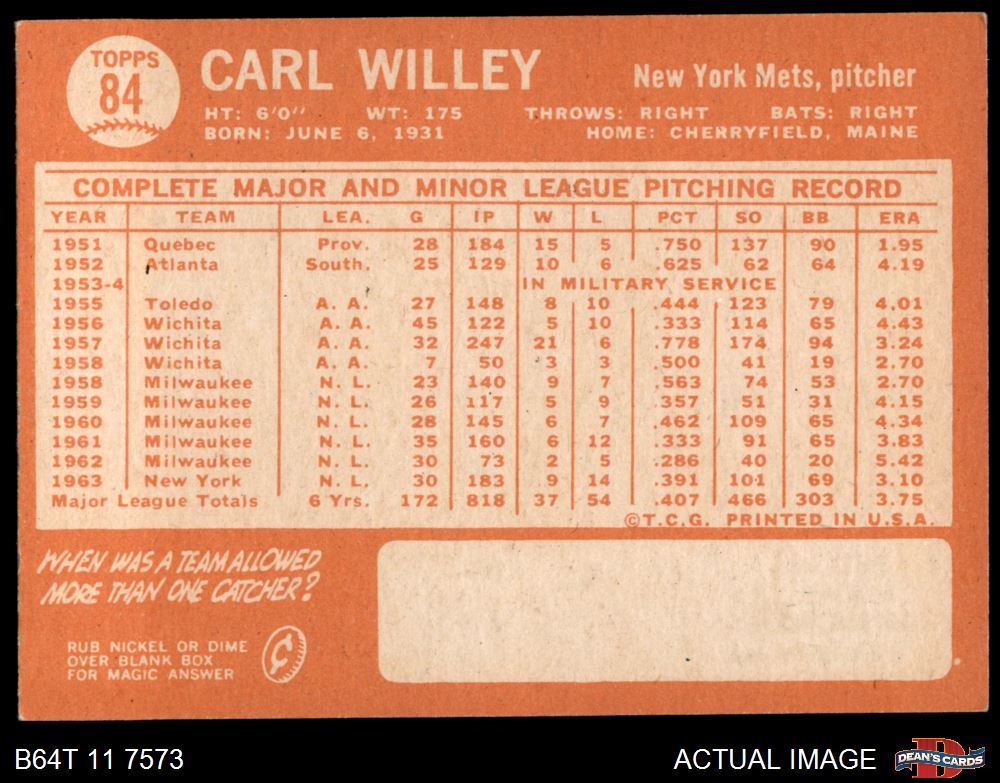 TOPPS
84
CARL WILLEY
New York Mets, pitcher
HT: 6'0'' WT: 175 THROWS: RIGHT BATS: RIGHT
BORN: JUNE 6, 1931 HOME: CHERRYFIELD, MAINE
COMPLETE MAJOR AND MINOR LEAGUE PITCHING RECORD
YEAR TEAM LEA. G IP W L PCT SO BB ERA
1951 Quebec Prov. 28 184 15 5 .750 137 90 1.95
1952 Atlanta South. 25 129 10 6 .625 62 64 4.19
1953-4 IN MILITARY SERVICE
1955 Toledo A. A. 27 148 8 10 .444 123 79 4.01
1956 Wichita A. A. 45 122 5 10 .333 114 65 4.43
1957 Wichita A. A. 32 247 21 6 .778 174 94 3.24
1958 Wichita A. A. 7 50 3 3 .500 41 19 2.70
1958 Milwaukee N. L. 23 140 9 7 .563 74 53 2.70
1959 Milwaukee N. L. 26 117 5 9 .357 51 31 4.15
1960 Milwaukee N. L. 28 145 6 7 .462 109 65 4.34
1961 Milwaukee N. L. 35 160 6 12 .333 91 65 3.83
1962 Milwaukee N. L. 30 73 2 5 .286 40 20 5.42
1963 New York N. L. 30 183 9 14 .391 101 69 3.10
Major League Totals 6 Yrs. 172 818 37 54 .407 466 303 3.75
©T.C.G. PRINTED IN U.S.A.
WHEN WAS A TEAM ALLOWED
MORE THAN ONE CATCHER?
RUB NICKEL OR DIME
OVER BLANK BOX
FOR MAGIC ANSWER
¢
B64T 11 7573
ACTUAL IMAGE
D
DEAN'S CARDS